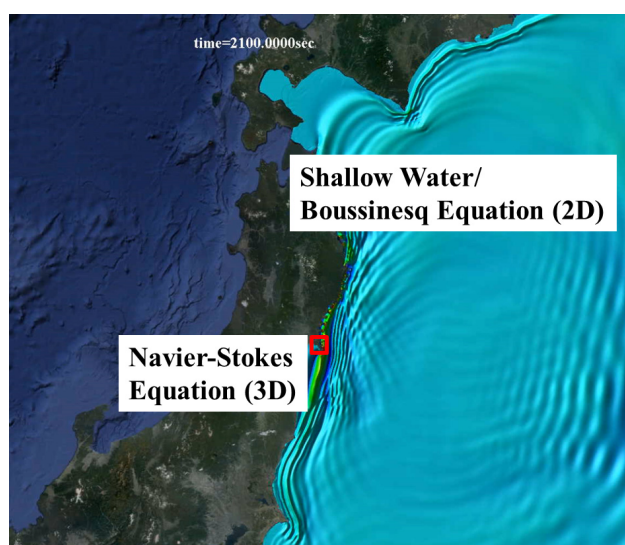 time=2100.0000sec
Shallow Water/
Boussinesq Equation (2D)
Navier-Stokes
Equation (3D)